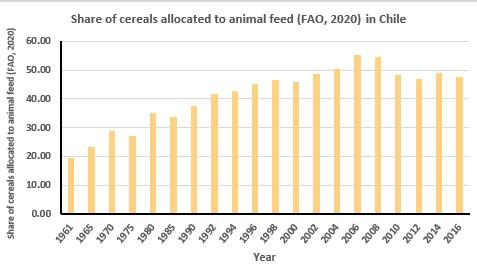 Share of cereals allocated to animal feed (FAO, 2020) in Chile
Share of cereals allocated to animal feed (FAO, 2020)
60.00
50.00
40.00
30.00
20.00
10.00
0.00
1961 1965 1970 1975 1980 1985 1990 1992 1994 1996 1998 2000 2002 2004 2006 2008 2010 2012 2014 2016
Year